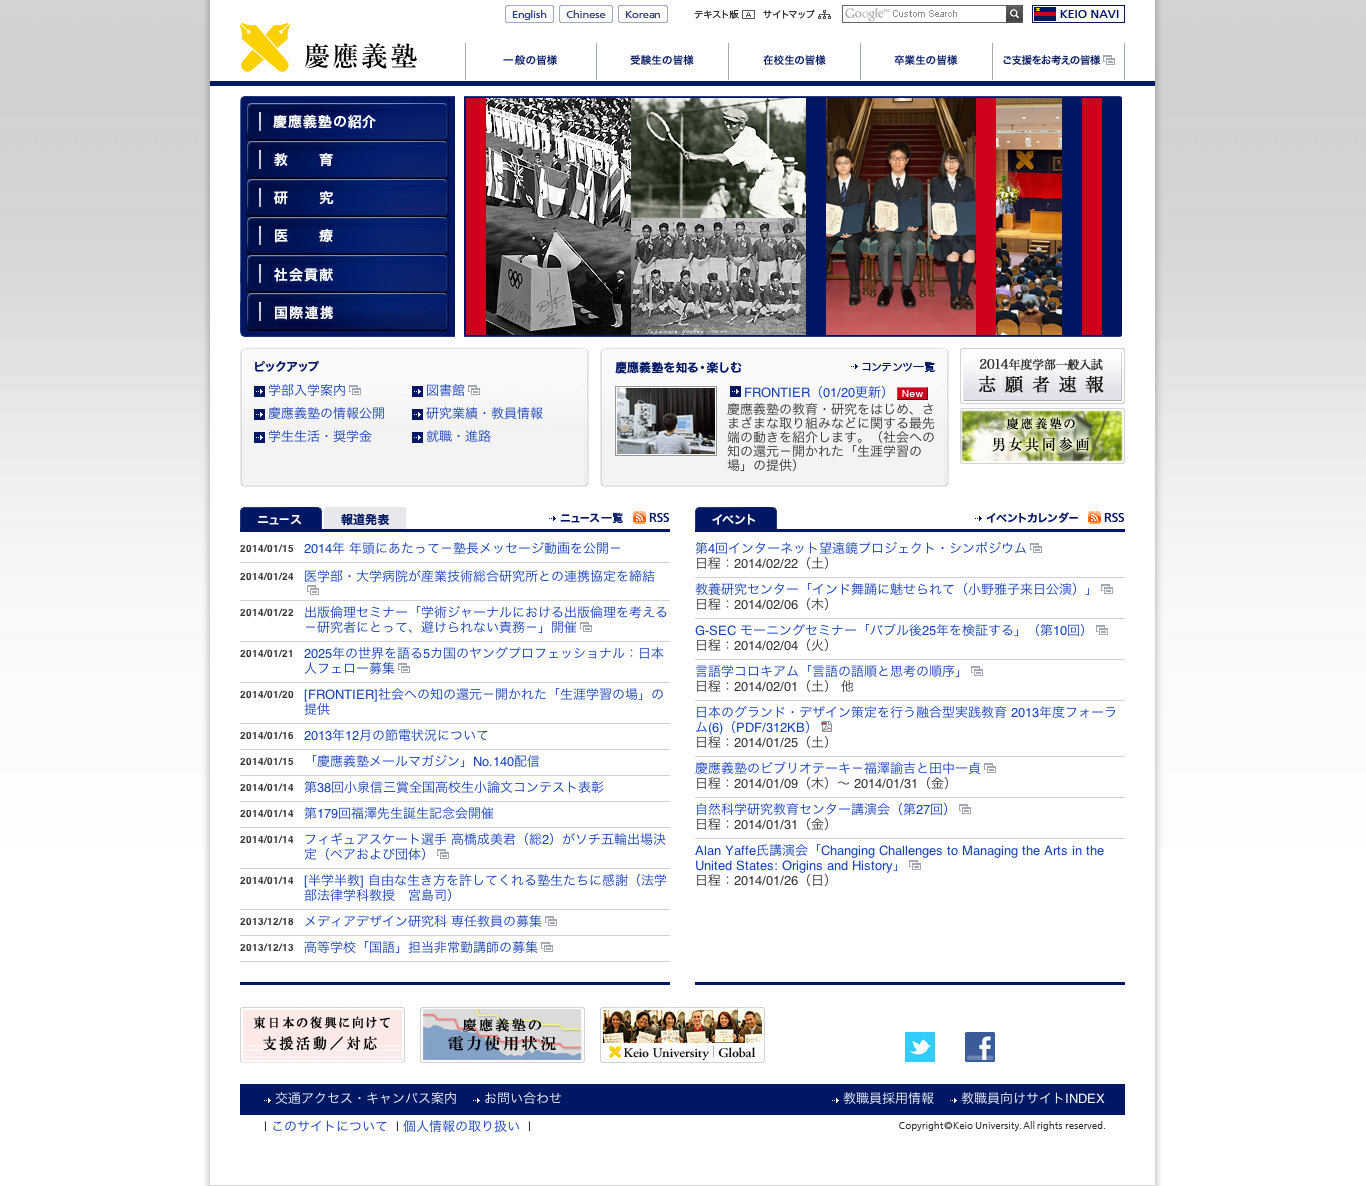 English Chinese Korean テキスト版 サイトマップ Google Custom Search KEIO NAVI
慶應義塾
一般の皆様 受験生の皆様 在校生の皆様 卒業生の皆様 ご支援をお考えの皆様
慶應義塾の紹介
教 育
研 究
医 療
社会貢献
国際連携
ピックアップ
学部入学案内 図書館
慶應義塾の情報公開 研究業績・教員情報
学生生活・奨学金 就職・進路
慶應義塾を知る・楽しむ コンテンツ一覧
FRONTIER（01/20更新） New
慶應義塾の教育・研究をはじめ、さ
まざまな取り組みなどに関する最先
端の動きを紹介します。（社会への
知の還元－開かれた「生涯学習の
場」の提供）
2014年度学部一般入試
志願者速報
慶應義塾の
男女共同参画
ニュース 報道発表 ニュース一覧 RSS
2014/01/15 2014年 年頭にあたって－塾長メッセージ動画を公開－
2014/01/24 医学部・大学病院が産業技術総合研究所との連携協定を締結
2014/01/22 出版倫理セミナー「学術ジャーナルにおける出版倫理を考える
－研究者にとって、避けられない責務－」開催
2014/01/21 2025年の世界を語る5カ国のヤングプロフェッショナル：日本
人フェロー募集
2014/01/20 [FRONTIER]社会への知の還元－開かれた「生涯学習の場」の
提供
2014/01/16 2013年12月の節電状況について
2014/01/15 「慶應義塾メールマガジン」No.140配信
2014/01/14 第38回小泉信三賞全国高校生小論文コンテスト表彰
2014/01/14 第179回福澤先生誕生記念会開催
2014/01/14 フィギュアスケート選手 高橋成美君（総2）がソチ五輪出場決
定（ペアおよび団体）
2014/01/14 [半学半教] 自由な生き方を許してくれる塾生たちに感謝（法学
部法律学科教授　宮島司）
2013/12/18 メディアデザイン研究科 専任教員の募集
2013/12/13 高等学校「国語」担当非常勤講師の募集
イベント イベントカレンダー RSS
第4回インターネット望遠鏡プロジェクト・シンポジウム
日程：2014/02/22（土）
教養研究センター「インド舞踊に魅せられて（小野雅子来日公演）」
日程：2014/02/06（木）
G-SEC モーニングセミナー「バブル後25年を検証する」（第10回）
日程：2014/02/04（火）
言語学コロキアム「言語の語順と思考の順序」
日程：2014/02/01（土） 他
日本のグランド・デザイン策定を行う融合型実践教育 2013年度フォーラ
ム(6)（PDF/312KB）
日程：2014/01/25（土）
慶應義塾のビブリオテーキ－福澤諭吉と田中一貞
日程：2014/01/09（木）～ 2014/01/31（金）
自然科学研究教育センター講演会（第27回）
日程：2014/01/31（金）
Alan Yaffe氏講演会「Changing Challenges to Managing the Arts in the
United States: Origins and History」
日程：2014/01/26（日）
東日本の復興に向けて
支援活動／対応
慶應義塾の
電力使用状況
Keio University Global
交通アクセス・キャンパス案内 お問い合わせ 教職員採用情報 教職員向けサイトINDEX
このサイトについて 個人情報の取り扱い
Copyright©Keio University. All rights reserved.